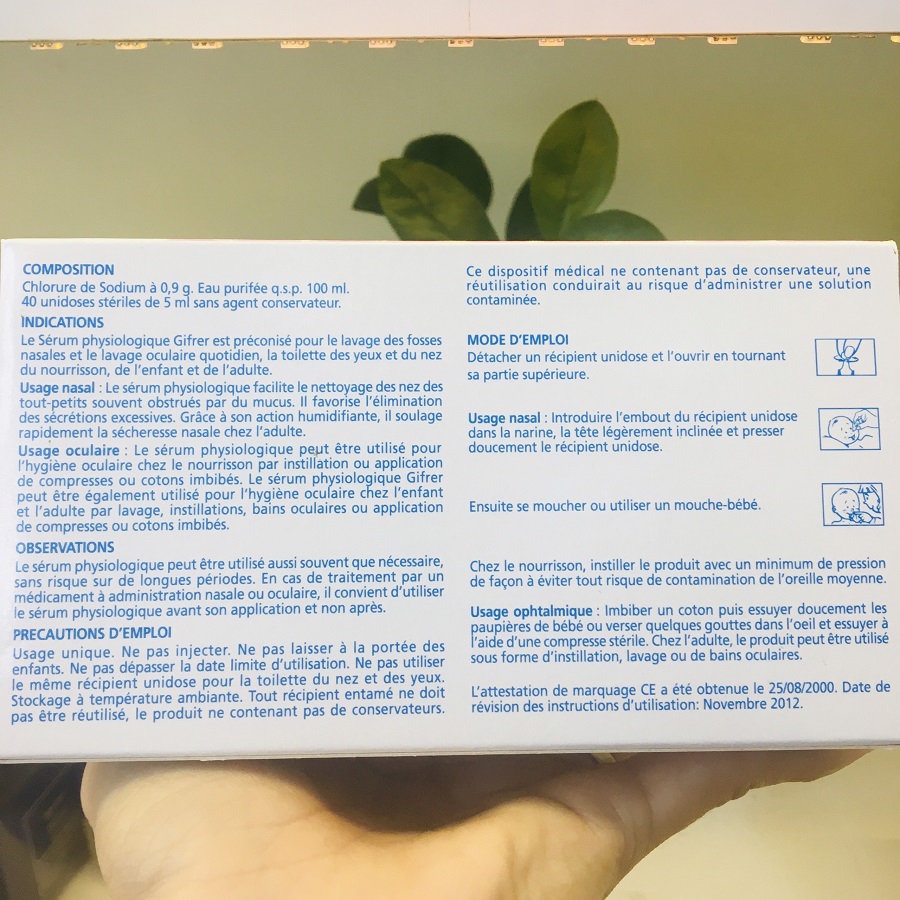 COMPOSITION
Chlorure de Sodium à 0,9 g. Eau purifée q.s.p. 100 ml.
40 unidoses stériles de 5 ml sans agent conservateur.
INDICATIONS
Le Sérum physiologique Gifrer est préconisé pour le lavage des fosses
nasales et le lavage oculaire quotidien, la toilette des yeux et du nez
du nourrisson, de l'enfant et de l'adulte.
Usage nasal : Le sérum physiologique facilite le nettoyage des nez des
tout-petits souvent obstrués par du mucus. Il favorise l'élimination
des sécrétions excessives. Grâce à son action humidifiante, il soulage
rapidement la sécheresse nasale chez l'adulte.
Usage oculaire : Le sérum physiologique peut être utilisé pour
l'hygiène oculaire chez le nourrisson par instillation ou application
de compresses ou cotons imbibés. Le sérum physiologique Gifrer
peut être également utilisé pour l'hygiène oculaire chez l'enfant
et l'adulte par lavage, instillations, bains oculaires ou application
de compresses ou cotons imbibés.
OBSERVATIONS
Le sérum physiologique peut être utilisé aussi souvent que nécessaire,
sans risque sur de longues périodes. En cas de traitement par un
médicament à administration nasale ou oculaire, il convient d'utiliser
le sérum physiologique avant son application et non après.
PRECAUTIONS D'EMPLOI
Usage unique. Ne pas injecter. Ne pas laisser à la portée des
enfants. Ne pas dépasser la date limite d'utilisation. Ne pas utiliser
le même récipient unidose pour la toilette du nez et des yeux.
Stockage à température ambiante. Tout récipient entamé ne doit
pas être réutilisé, le produit ne contenant pas de conservateurs.
Ce dispositif médical ne contenant pas de conservateur, une
réutilisation conduirait au risque d'administrer une solution
contaminée.
MODE D'EMPLOI
Détacher un récipient unidose et l'ouvrir en tournant
sa partie supérieure.
Usage nasal : Introduire l'embout du récipient unidose
dans la narine, la tête légèrement inclinée et presser
doucement le récipient unidose.
Ensuite se moucher ou utiliser un mouche-bébé.
Chez le nourrisson, instiller le produit avec un minimum de pression
de façon à éviter tout risque de contamination de l'oreille moyenne.
Usage ophtalmique : Imbiber un coton puis essuyer doucement les
paupières de bébé ou verser quelques gouttes dans l'oeil et essuyer à
l'aide d'une compresse stérile. Chez l'adulte, le produit peut être utilisé
sous forme d'instillation, lavage ou de bains oculaires.
L'attestation de marquage CE a été obtenue le 25/08/2000. Date de
révision des instructions d'utilisation: Novembre 2012.